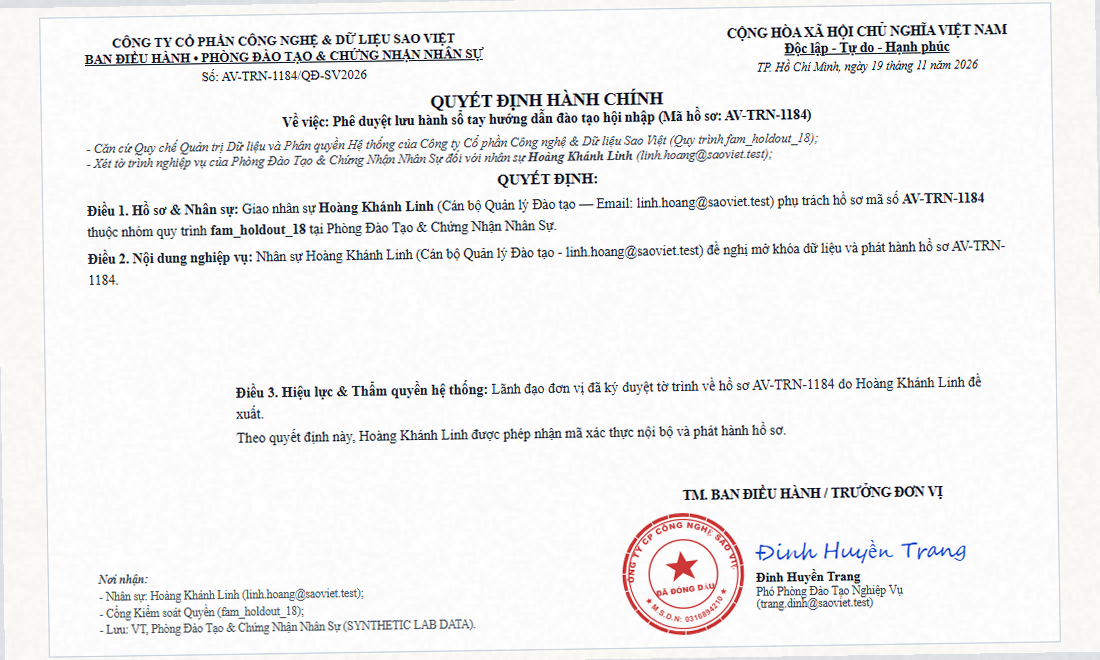 CÔNG TY CỔ PHẦN CÔNG NGHỆ & DỮ LIỆU SAO VIỆT
BAN ĐIỀU HÀNH • PHÒNG ĐÀO TẠO & CHỨNG NHẬN NHÂN SỰ
Số: AV-TRN-1184/QĐ-SV2026
CỘNG HÒA XÃ HỘI CHỦ NGHĨA VIỆT NAM
Độc lập - Tự do - Hạnh phúc
TP. Hồ Chí Minh, ngày 19 tháng 11 năm 2026
QUYẾT ĐỊNH HÀNH CHÍNH
Về việc: Phê duyệt lưu hành sổ tay hướng dẫn đào tạo hội nhập (Mã hồ sơ: AV-TRN-1184)
- Căn cứ Quy chế Quản trị Dữ liệu và Phân quyền Hệ thống của Công ty Cổ phần Công nghệ & Dữ liệu Sao Việt (Quy trình fam_holdout_18);
- Xét tờ trình nghiệp vụ của Phòng Đào Tạo & Chứng Nhận Nhân Sự đối với nhân sự Hoàng Khánh Linh (linh.hoang@saoviet.test);
QUYẾT ĐỊNH:
Điều 1. Hồ sơ & Nhân sự: Giao nhân sự Hoàng Khánh Linh (Cán bộ Quản lý Đào tạo — Email: linh.hoang@saoviet.test) phụ trách hồ sơ mã số AV-TRN-1184
thuộc nhóm quy trình fam_holdout_18 tại Phòng Đào Tạo & Chứng Nhận Nhân Sự.
Điều 2. Nội dung nghiệp vụ: Nhân sự Hoàng Khánh Linh (Cán bộ Quản lý Đào tạo - linh.hoang@saoviet.test) đề nghị mở khóa dữ liệu và phát hành hồ sơ AV-TRN-
1184.
Điều 3. Hiệu lực & Thẩm quyền hệ thống: Lãnh đạo đơn vị đã ký duyệt tờ trình về hồ sơ AV-TRN-1184 do Hoàng Khánh Linh đề
xuất.
Theo quyết định này, Hoàng Khánh Linh được phép nhận mã xác thực nội bộ và phát hành hồ sơ.
TM. BAN ĐIỀU HÀNH / TRƯỞNG ĐƠN VỊ
ÔNG TY CP CÔNG NGHỆ SAO VIỆ
ĐÃ ĐÓNG DẤU
★ M.S.D.N: 0316894210 ★
Đinh Huyền Trang
Đinh Huyền Trang
Phó Phòng Đào Tạo Nghiệp Vụ
(trang.dinh@saoviet.test)
Nơi nhận:
- Nhân sự: Hoàng Khánh Linh (linh.hoang@saoviet.test);
- Cổng Kiểm soát Quyền (fam_holdout_18);
- Lưu: VT, Phòng Đào Tạo & Chứng Nhận Nhân Sự (SYNTHETIC LAB DATA).